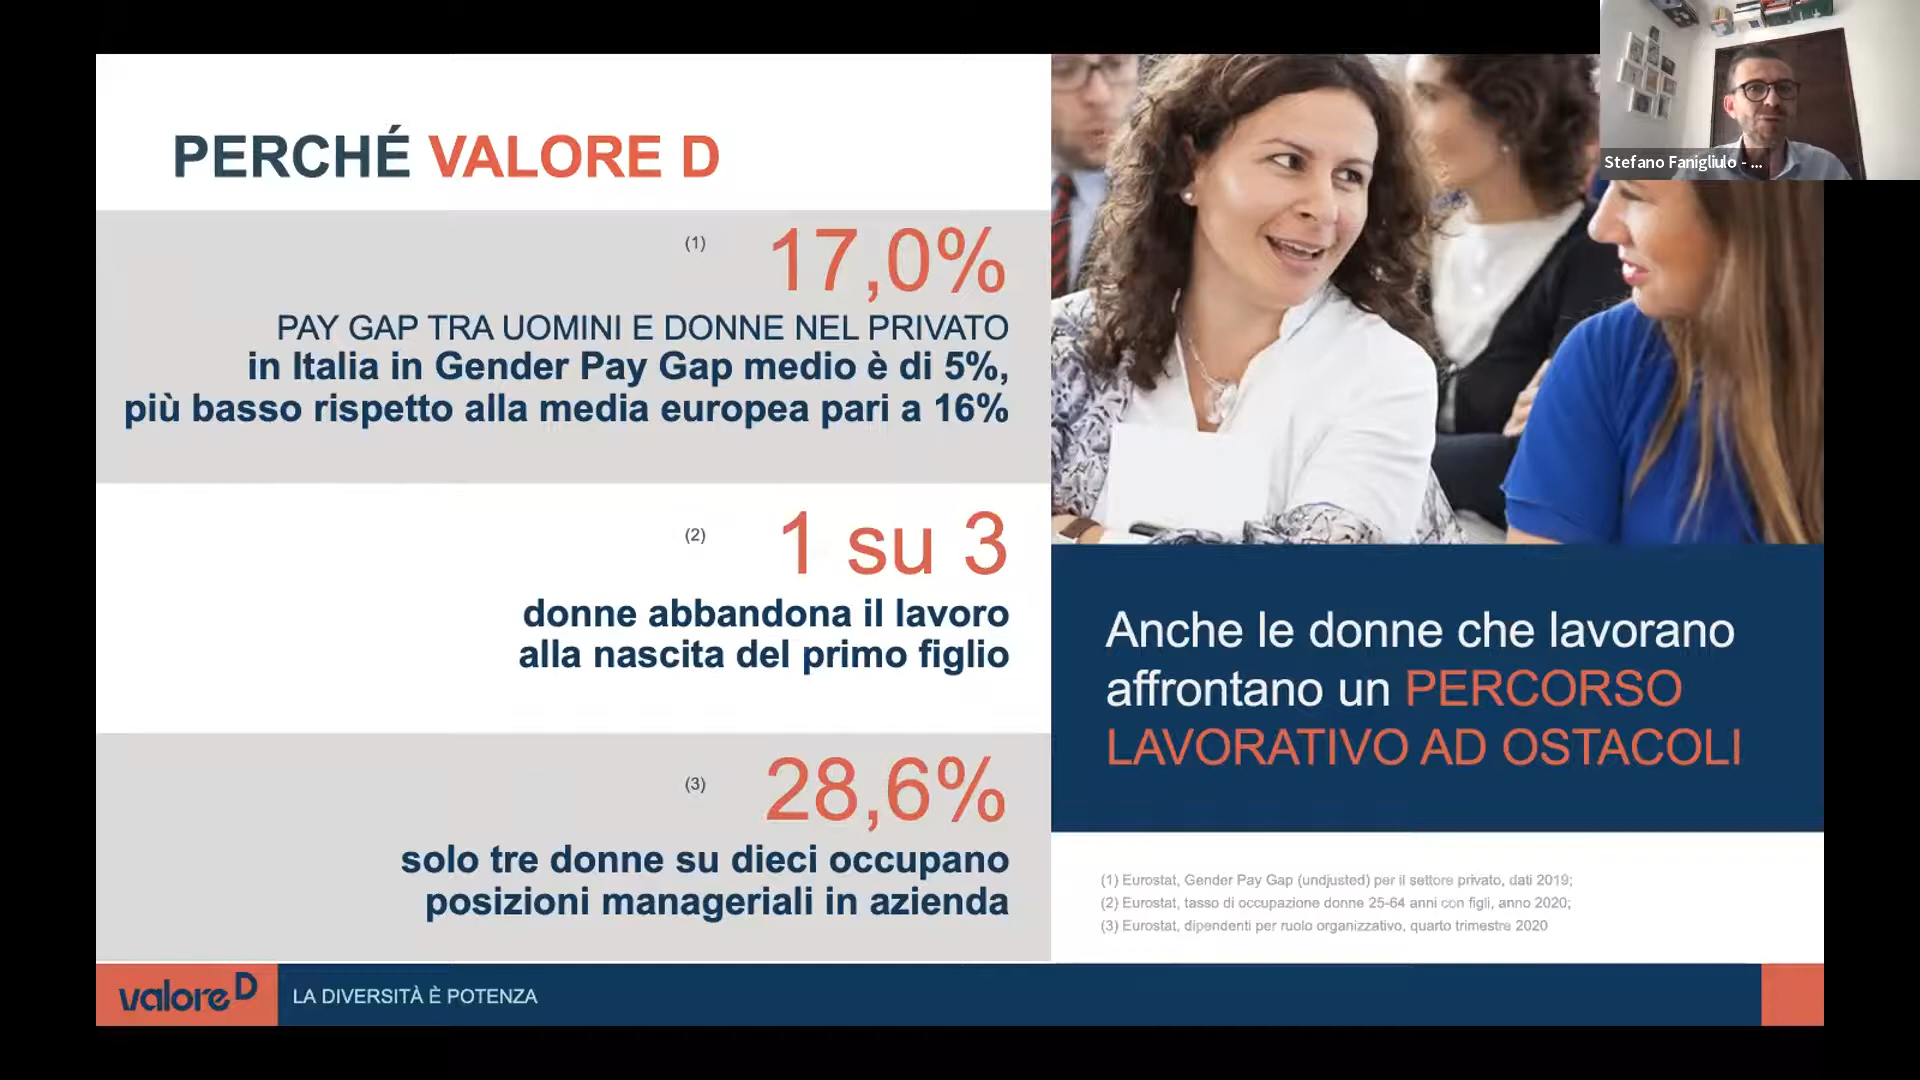 PERCHÉ VALORE D
(1) 17,0%
PAY GAP TRA UOMINI E DONNE NEL PRIVATO
in Italia in Gender Pay Gap medio è di 5%,
più basso rispetto alla media europea pari a 16%
(2) 1 su 3
donne abbandona il lavoro
alla nascita del primo figlio
(3) 28,6%
solo tre donne su dieci occupano
posizioni manageriali in azienda
Stefano Fanigliulo - ...
Anche le donne che lavorano
affrontano un PERCORSO
LAVORATIVO AD OSTACOLI
(1) Eurostat, Gender Pay Gap (undjusted) per il settore privato, dati 2019;
(2) Eurostat, tasso di occupazione donne 25-64 anni con figli, anno 2020;
(3) Eurostat, dipendenti per ruolo organizzativo, quarto trimestre 2020
valore D LA DIVERSITÀ È POTENZA